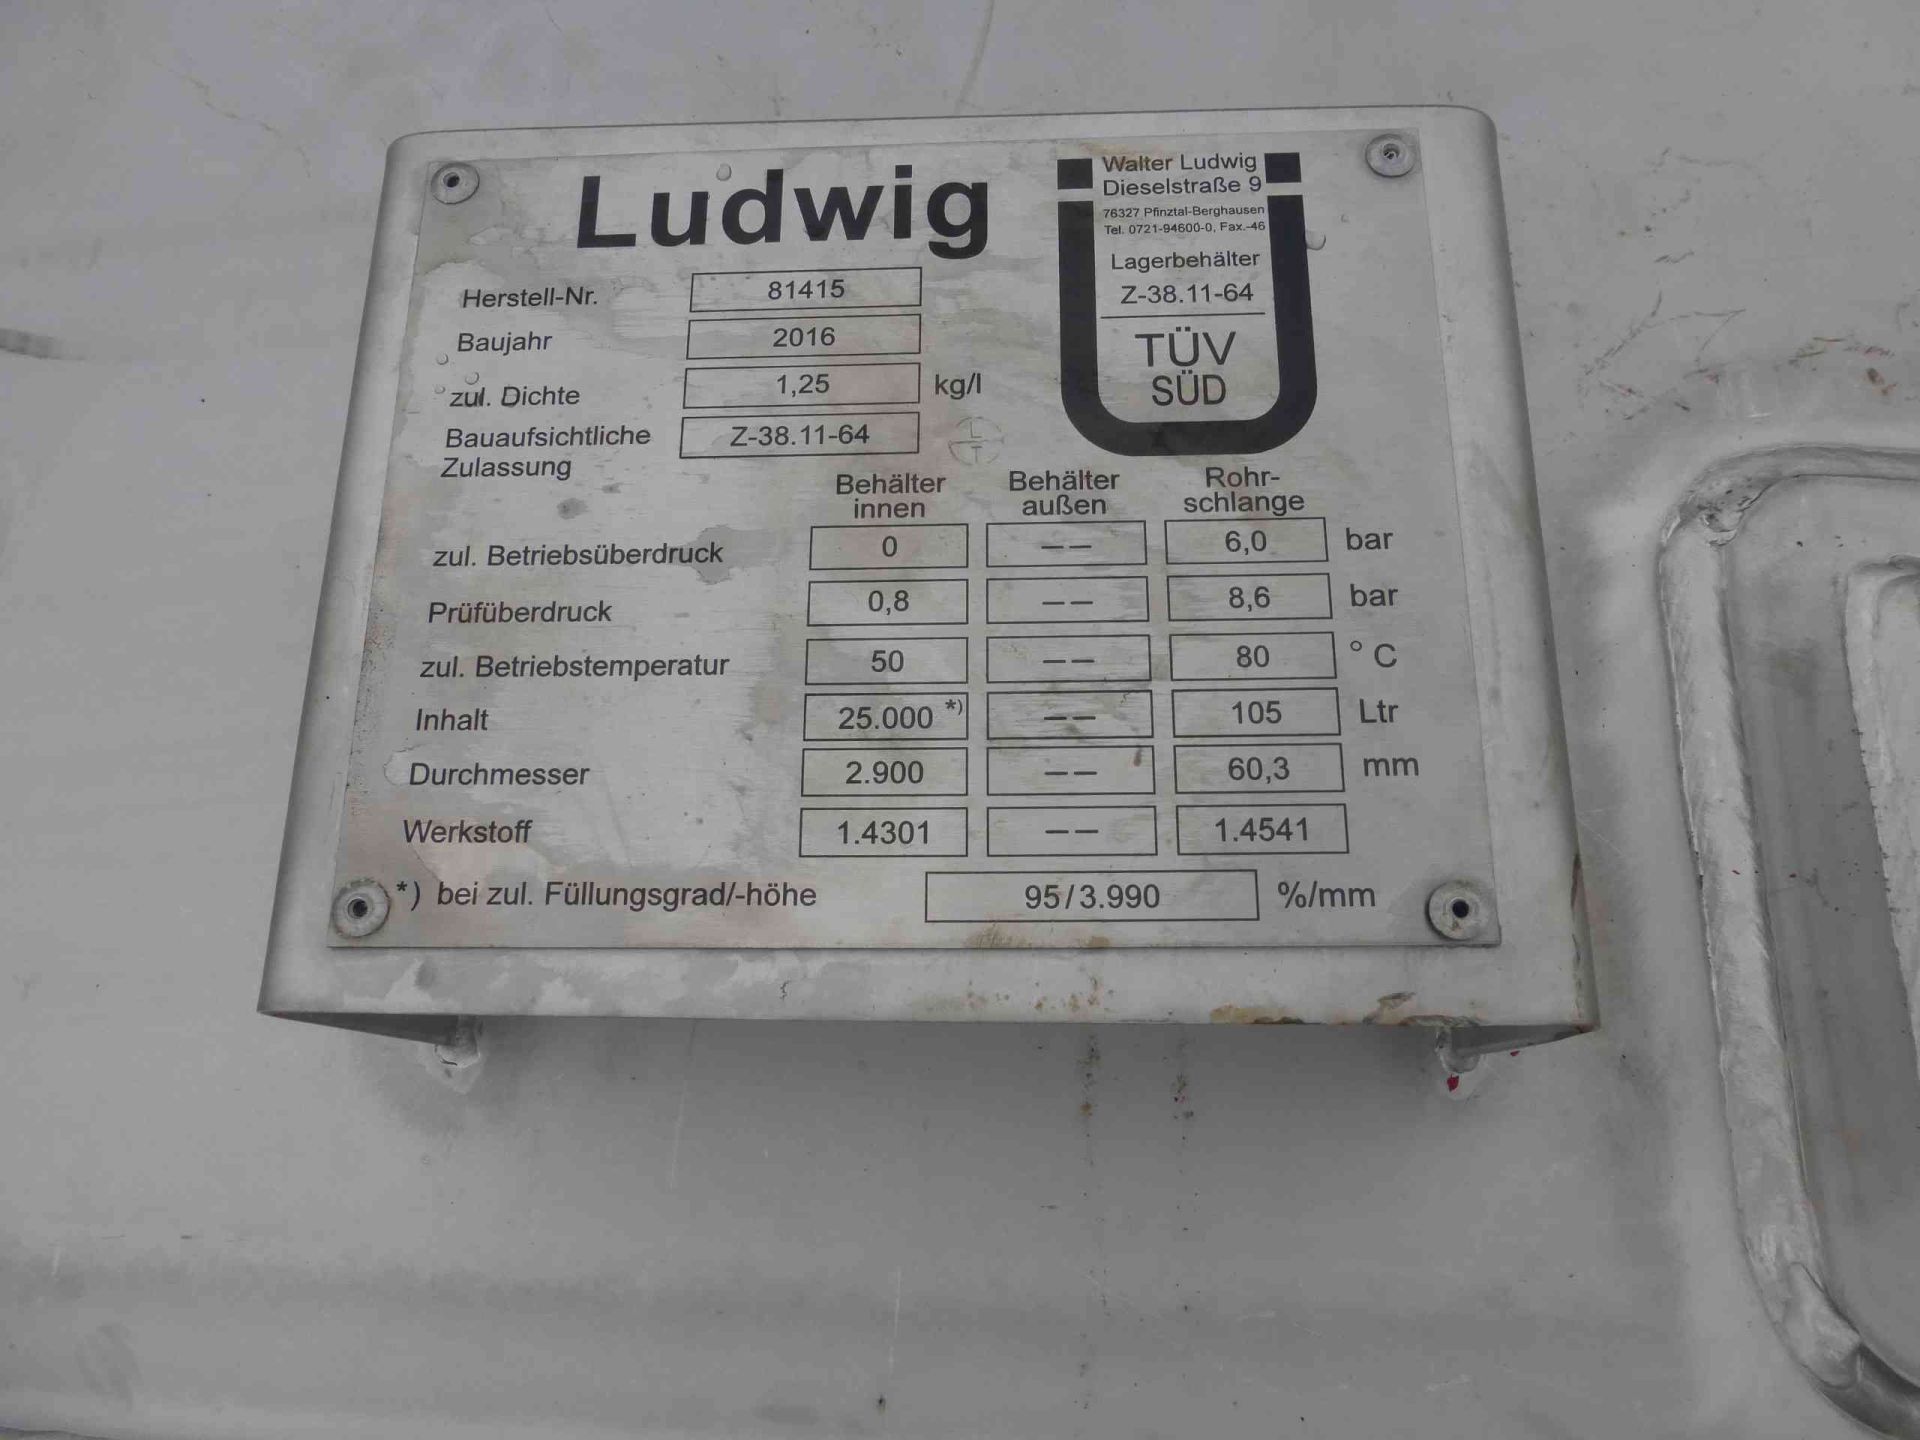 Ludwig
Walter Ludwig
Dieselstraße 9
76327 Pfinztal-Berghausen
Tel. 0721-94600-0, Fax.-46
Lagerbehälter
Z-38.11-64
TÜV
SÜD
Herstell-Nr. 81415
Baujahr 2016
zul. Dichte 1,25 kg/l
Bauaufsichtliche Z-38.11-64
Zulassung
L
T
Behälter Behälter Rohr-
innen außen schlange
zul. Betriebsüberdruck 0 -- 6,0 bar
Prüfüberdruck 0,8 -- 8,6 bar
zul. Betriebstemperatur 50 -- 80 °C
Inhalt 25.000 *) -- 105 Ltr
Durchmesser 2.900 -- 60,3 mm
Werkstoff 1.4301 -- 1.4541
*) bei zul. Füllungsgrad/-höhe 95/3.990 %/mm